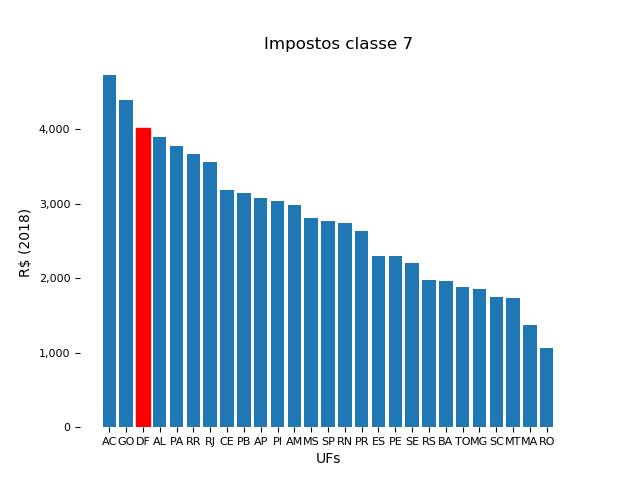 Impostos classe 7
R$ (2018)
4,000
3,000
2,000
1,000
0
AC GO DF AL PA RR RJ CE PB AP PI AM MS SP RN PR ES PE SE RS BA TO MG SC MT MA RO
UFs